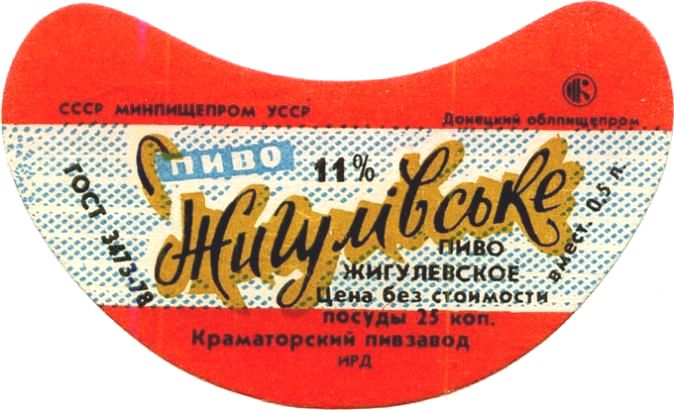 СССР МИНПИЩЕПРОМ УССР
Донецкий облпищепром
ПИВО 11%
Жигулівське
ГОСТ 3473-78
вмест. 0,5 л.
ПИВО
ЖИГУЛЕВСКОЕ
Цена без стоимости
посуды 25 коп.
Краматорский пивзавод
ИРД